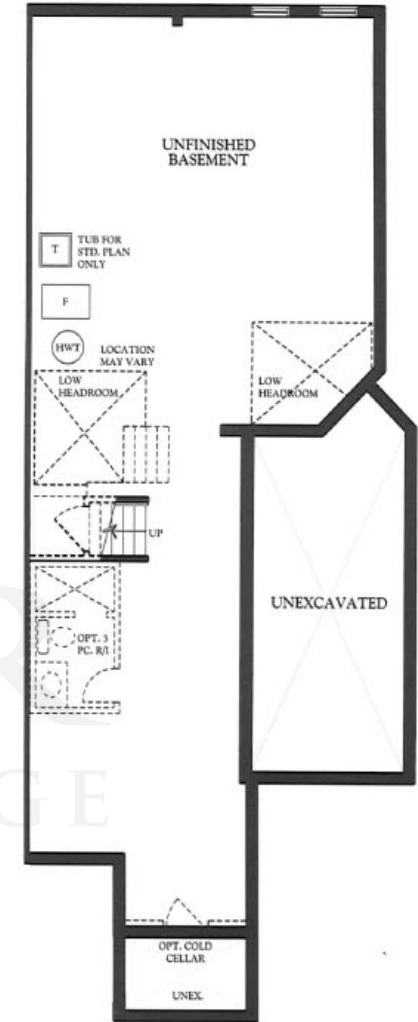 UNFINISHED
BASEMENT
T
TUB FOR
STD. PLAN
ONLY
F
HWT
LOCATION
MAY VARY
LOW
HEADROOM
LOW
HEADROOM
UP
UNEXCAVATED
OPT. 3
PC. R/I
R
GE
OPT. COLD
CELLAR
UNEX.